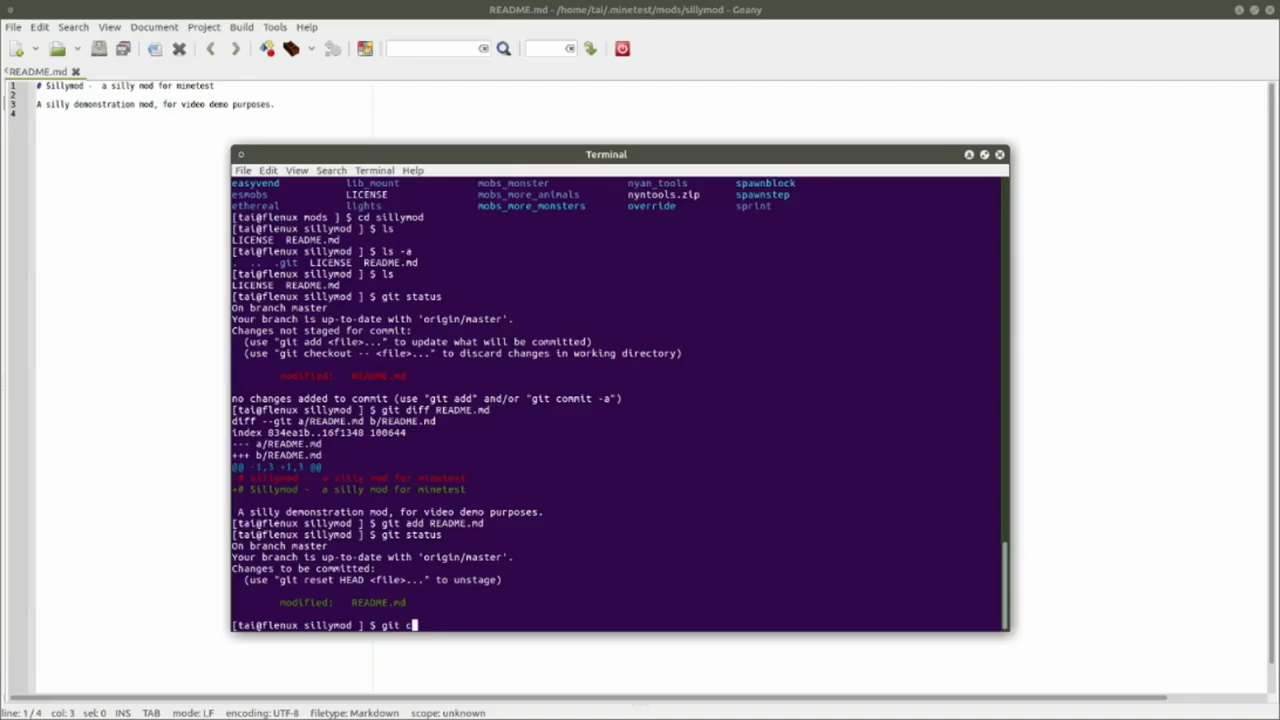 README.md - /home/tai/.minetest/mods/sillymod - Geany
File Edit Search View Document Project Build Tools Help
README.md
1 # Sillymod -  a silly mod for minetest
2
3 A silly demonstration mod, for video demo purposes.
4
Terminal
File Edit View Search Terminal Help
easyvend lib_mount mobs_monster nyan_tools spawnblock
esmobs LICENSE mobs_more_animals nyntools.zip spawnstep
ethereal lights mobs_more_monsters override sprint
[tai@flenux mods ] $ cd sillymod
[tai@flenux sillymod ] $ ls
LICENSE  README.md
[tai@flenux sillymod ] $ ls -a
.  ..  .git  LICENSE  README.md
[tai@flenux sillymod ] $ ls
LICENSE  README.md
[tai@flenux sillymod ] $ git status
On branch master
Your branch is up-to-date with 'origin/master'.
Changes not staged for commit:
(use "git add <file>..." to update what will be committed)
(use "git checkout -- <file>..." to discard changes in working directory)
modified:   README.md
no changes added to commit (use "git add" and/or "git commit -a")
[tai@flenux sillymod ] $ git diff README.md
diff --git a/README.md b/README.md
index 834ea1b..16f1348 100644
--- a/README.md
+++ b/README.md
@@ -1,3 +1,3 @@
-# sillymod -  a silly mod for minetest
+# Sillymod -  a silly mod for minetest
A silly demonstration mod, for video demo purposes.
[tai@flenux sillymod ] $ git add README.md
[tai@flenux sillymod ] $ git status
On branch master
Your branch is up-to-date with 'origin/master'.
Changes to be committed:
(use "git reset HEAD <file>..." to unstage)
modified:   README.md
[tai@flenux sillymod ] $ git c
line: 1 / 4 col: 3 sel: 0 INS TAB mode: LF encoding: UTF-8 filetype: Markdown scope: unknown